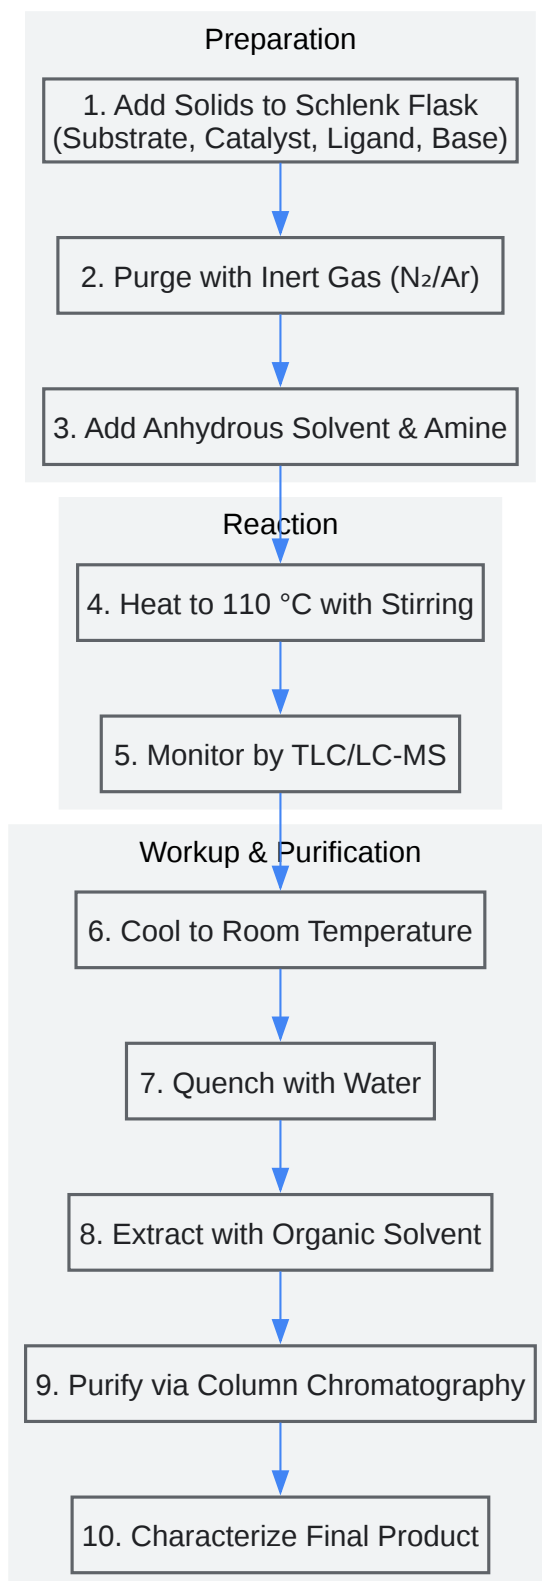 Preparation
1. Add Solids to Schlenk Flask
(Substrate, Catalyst, Ligand, Base)
2. Purge with Inert Gas (N₂/Ar)
3. Add Anhydrous Solvent & Amine
Reaction
4. Heat to 110 °C with Stirring
5. Monitor by TLC/LC-MS
Workup & Purification
6. Cool to Room Temperature
7. Quench with Water
8. Extract with Organic Solvent
9. Purify via Column Chromatography
10. Characterize Final Product